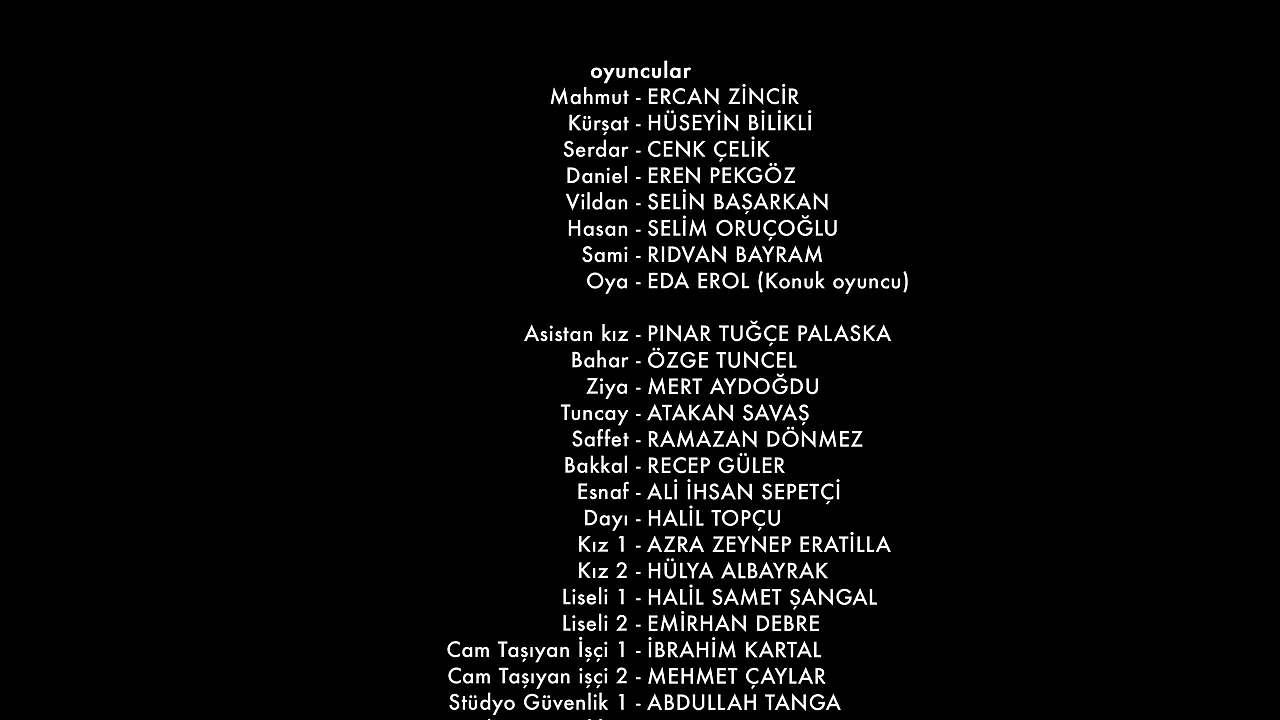 oyuncular
Mahmut - ERCAN ZİNCİR
Kürşat - HÜSEYİN BİLİKLİ
Serdar - CENK ÇELİK
Daniel - EREN PEKGÖZ
Vildan - SELİN BAŞARKAN
Hasan - SELİM ORUÇOĞLU
Sami - RIDVAN BAYRAM
Oya - EDA EROL (Konuk oyuncu)
Asistan kız - PINAR TUĞÇE PALASKA
Bahar - ÖZGE TUNCEL
Ziya - MERT AYDOĞDU
Tuncay - ATAKAN SAVAŞ
Saffet - RAMAZAN DÖNMEZ
Bakkal - RECEP GÜLER
Esnaf - ALİ İHSAN SEPETÇİ
Dayı - HALİL TOPÇU
Kız 1 - AZRA ZEYNEP ERATİLLA
Kız 2 - HÜLYA ALBAYRAK
Liseli 1 - HALİL SAMET ŞANGAL
Liseli 2 - EMİRHAN DEBRE
Cam Taşıyan İşçi 1 - İBRAHİM KARTAL
Cam Taşıyan işçi 2 - MEHMET ÇAYLAR
Stüdyo Güvenlik 1 - ABDULLAH TANGA